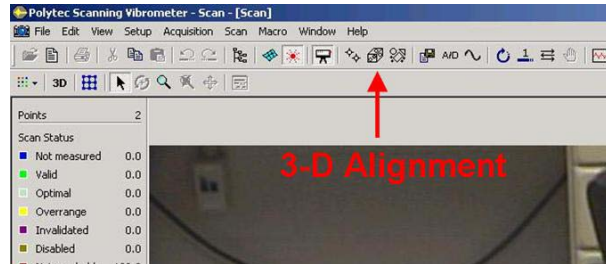 Polytec Scanning Vibrometer - Scan - [Scan]
File Edit View Setup Acquisition Scan Macro Window Help
A/D 1
3D
Points 2
Scan Status
Not measured 0.0
Valid 0.0
Optimal 0.0
Overrange 0.0
Invalidated 0.0
Disabled 0.0
3-D Alignment